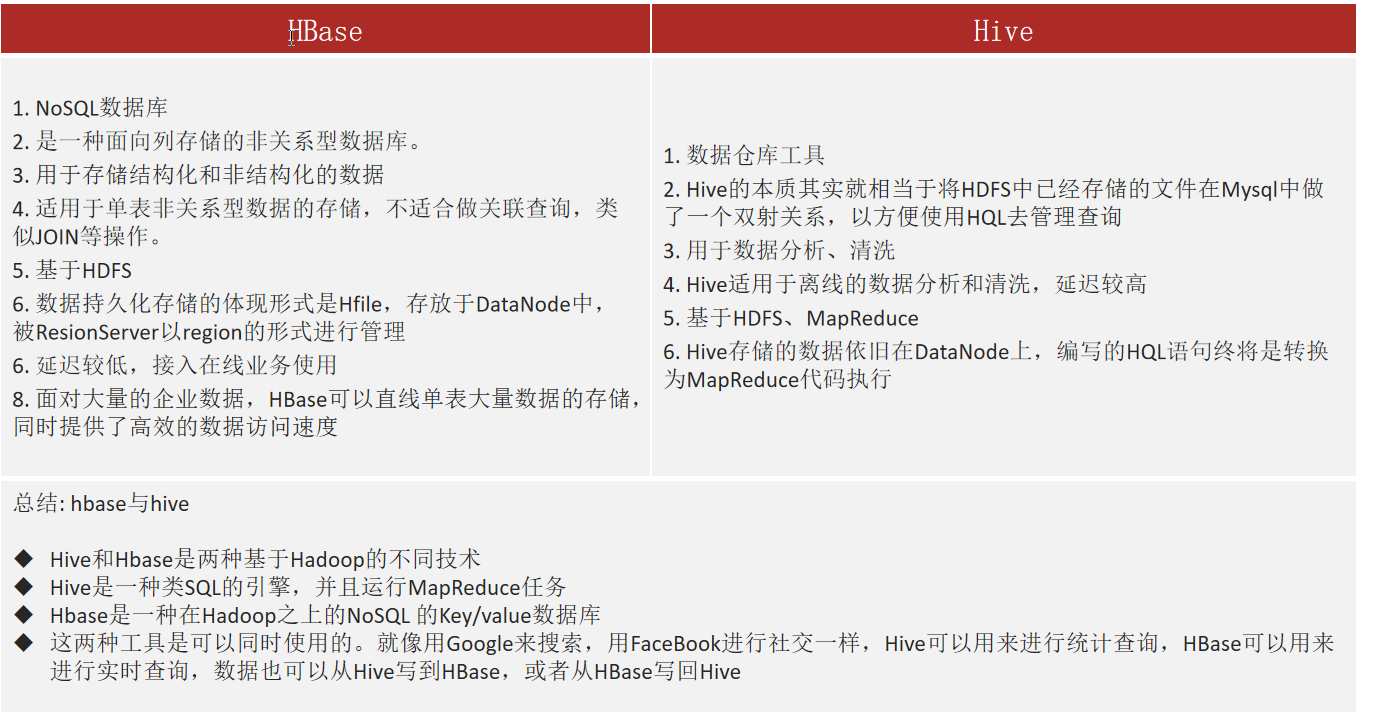 HBase
Hive
1. NoSQL数据库
2. 是一种面向列存储的非关系型数据库。
3. 用于存储结构化和非结构化的数据
4. 适用于单表非关系型数据的存储，不适合做关联查询，类
似JOIN等操作。
5. 基于HDFS
6. 数据持久化存储的体现形式是Hfile，存放于DataNode中，
被ResionServer以region的形式进行管理
6. 延迟较低，接入在线业务使用
8. 面对大量的企业数据，HBase可以直线单表大量数据的存储，
同时提供了高效的数据访问速度
1. 数据仓库工具
2. Hive的本质其实就相当于将HDFS中已经存储的文件在Mysql中做
了一个双射关系，以方便使用HQL去管理查询
3. 用于数据分析、清洗
4. Hive适用于离线的数据分析和清洗，延迟较高
5. 基于HDFS、MapReduce
6. Hive存储的数据依旧在DataNode上，编写的HQL语句终将是转换
为MapReduce代码执行
总结: hbase与hive
◆ Hive和Hbase是两种基于Hadoop的不同技术
◆ Hive是一种类SQL的引擎，并且运行MapReduce任务
◆ Hbase是一种在Hadoop之上的NoSQL 的Key/value数据库
◆ 这两种工具是可以同时使用的。就像用Google来搜索，用FaceBook进行社交一样，Hive可以用来进行统计查询，HBase可以用来
进行实时查询，数据也可以从Hive写到HBase，或者从HBase写回Hive